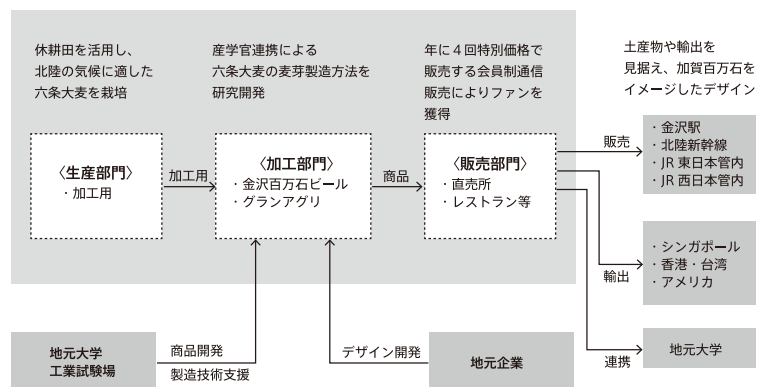 休耕田を活用し、
北陸の気候に適した
六条大麦を栽培
産学官連携による
六条大麦の麦芽製造方法を
研究開発
年に4回特別価格で
販売する会員制通信
販売によりファンを
獲得
土産物や輸出を
見据え、加賀百万石を
イメージしたデザイン
〈生産部門〉
・加工用
加工用
〈加工部門〉
・金沢百万石ビール
・グランアグリ
商品
〈販売部門〉
・直売所
・レストラン等
販売
・金沢駅
・北陸新幹線
・JR 東日本管内
・JR 西日本管内
輸出
・シンガポール
・香港・台湾
・アメリカ
連携
地元大学
地元大学
工業試験場
商品開発
製造技術支援
デザイン開発
地元企業